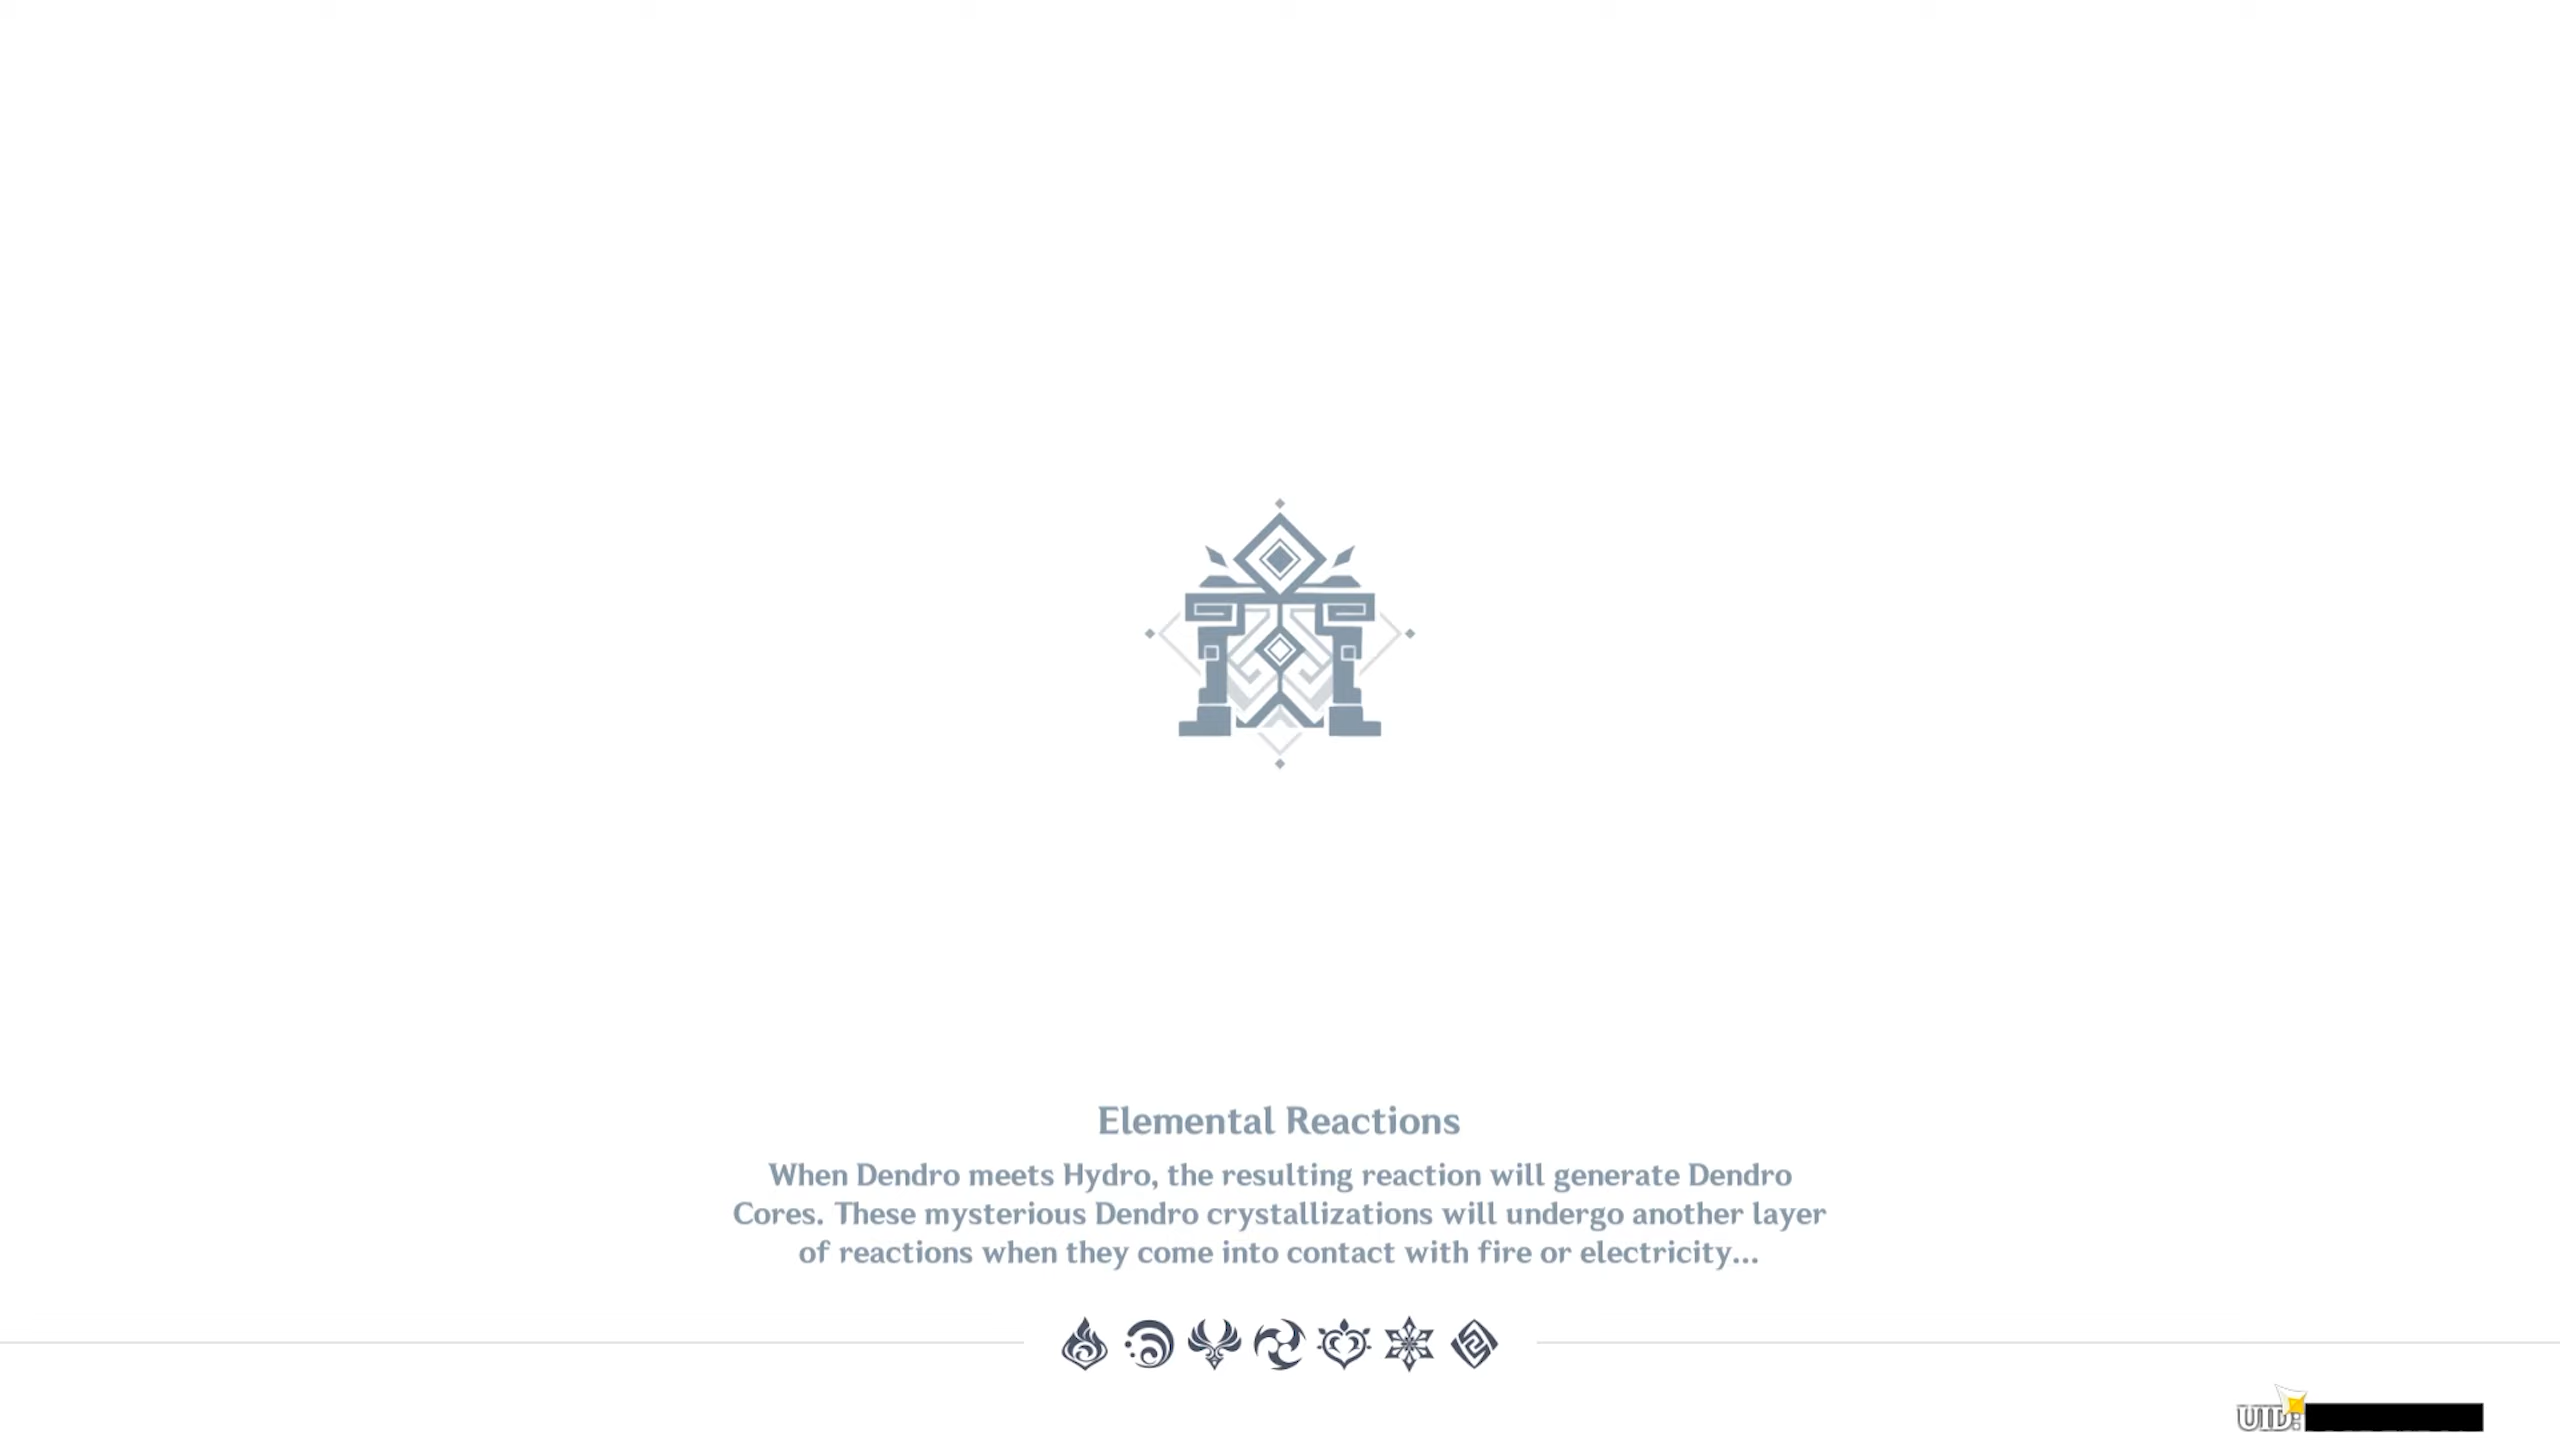 Elemental Reactions
When Dendro meets Hydro, the resulting reaction will generate Dendro
Cores. These mysterious Dendro crystallizations will undergo another layer
of reactions when they come into contact with fire or electricity...
UID: